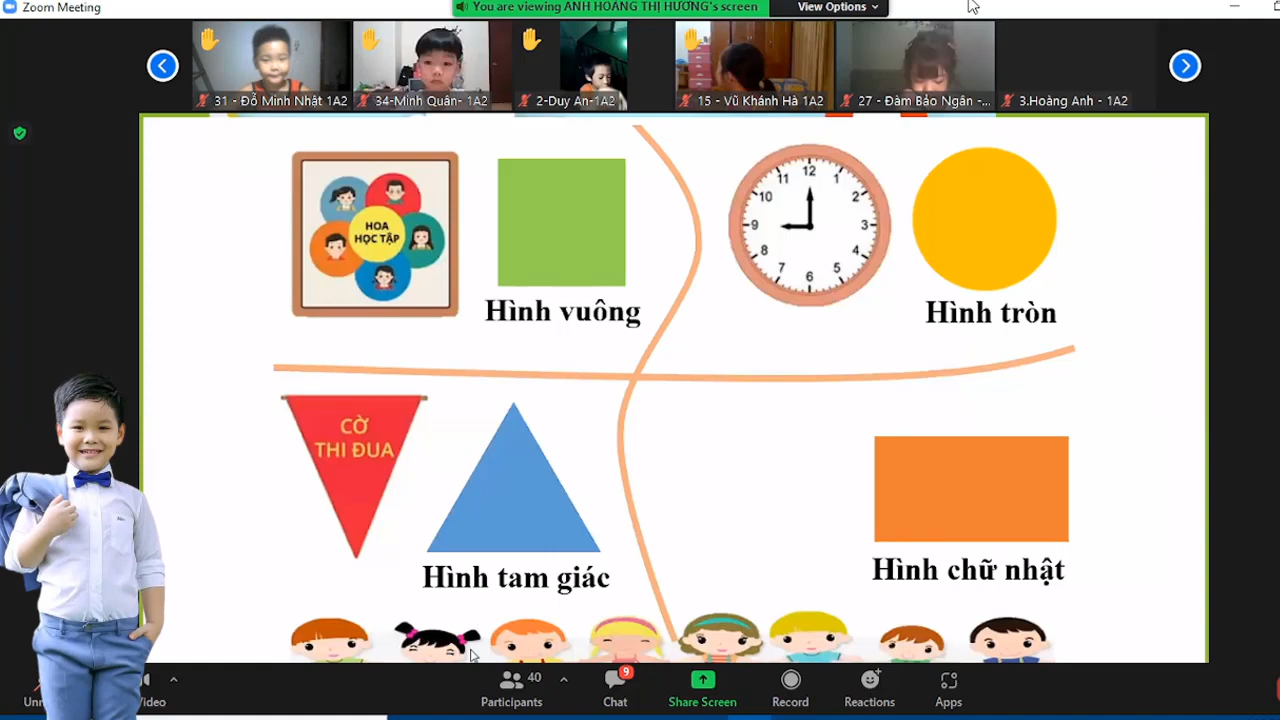 Zoom Meeting
You are viewing ANH HOÀNG THỊ HƯƠNG's screen
View Options
31 - Đỗ Minh Nhật 1A2
34-Minh Quân- 1A2
2-Duy An-1A2
15 - Vũ Khánh Hà 1A2
27 - Đàm Bảo Ngân -...
3.Hoàng Anh - 1A2
HOA
HỌC TẬP
Hình vuông
12
1
2
3
4
5
6
7
8
9
10
11
Hình tròn
CỜ
THI ĐUA
Hình tam giác
Hình chữ nhật
Video
40
Participants
9
Chat
Share Screen
Record
Reactions
Apps